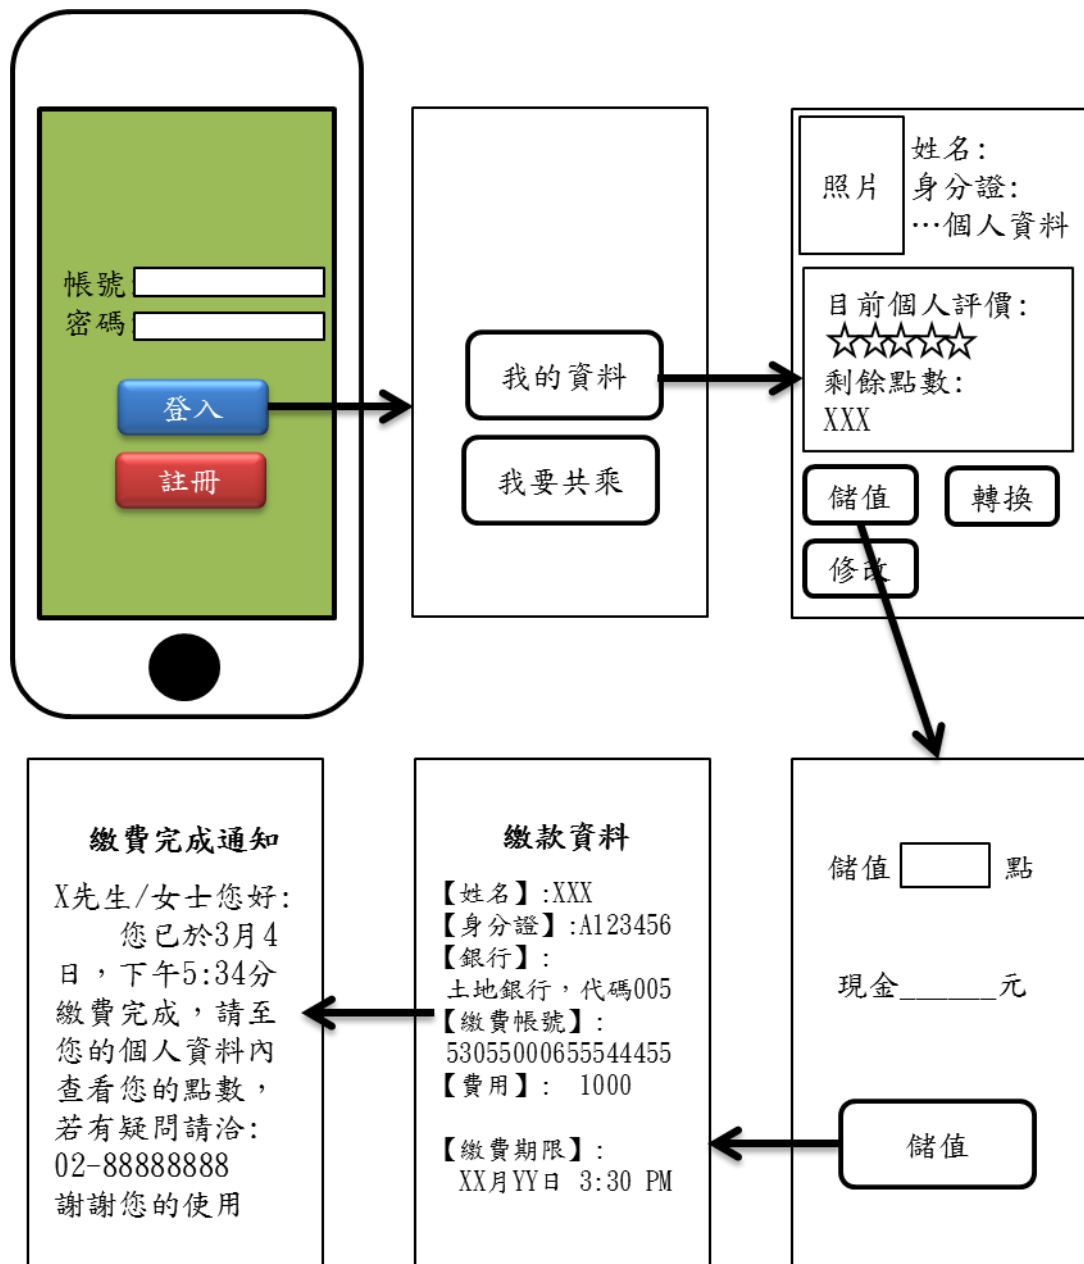 帳號:
密碼:
登入
註冊
我的資料
我要共乘
照片
姓名:
身分證:
…個人資料
目前個人評價:
☆☆☆☆☆
剩餘點數:
XXX
儲值
轉換
修改
繳費完成通知
X先生/女士您好:
您已於3月4
日，下午5:34分
繳費完成，請至
您的個人資料內
查看您的點數，
若有疑問請洽:
02-88888888
謝謝您的使用
繳款資料
【姓名】:XXX
【身分證】:A123456
【銀行】:
土地銀行，代碼005
【繳費帳號】:
53055000655544455
【費用】: 1000
【繳費期限】:
XX月YY日 3:30 PM
儲值 點
現金______元
儲值